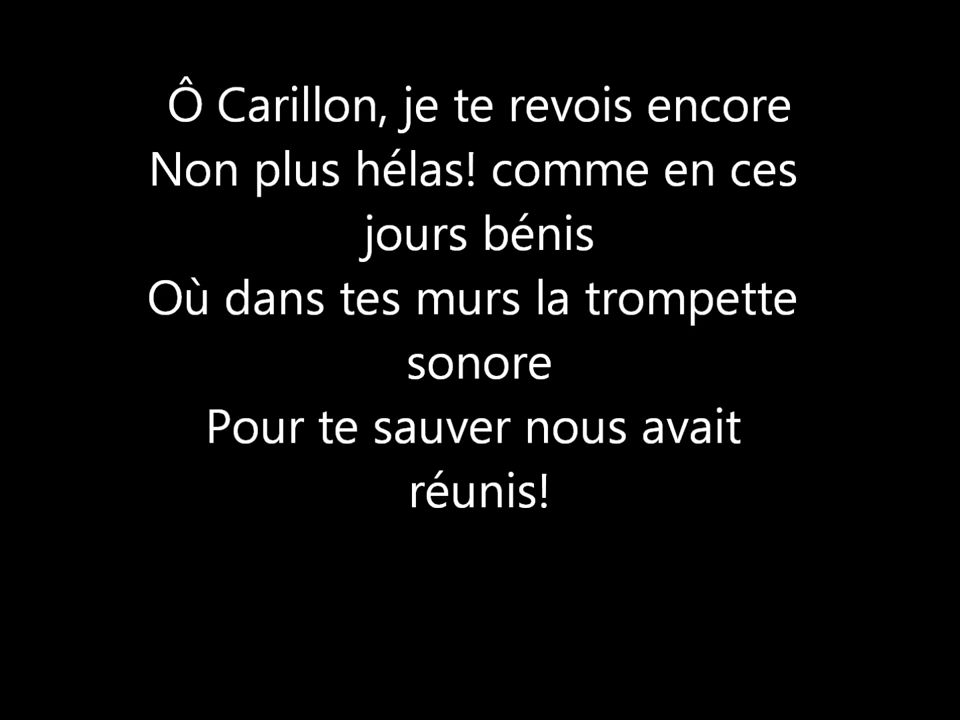 Ô Carillon, je te revois encore
Non plus hélas! comme en ces
jours bénis
Où dans tes murs la trompette
sonore
Pour te sauver nous avait
réunis!